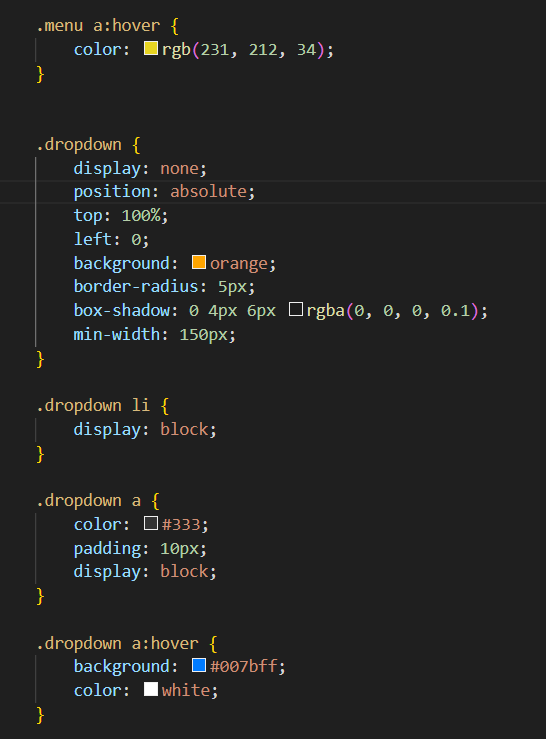 .menu a:hover {
    color: rgb(231, 212, 34);
}
.dropdown {
    display: none;
    position: absolute;
    top: 100%;
    left: 0;
    background: orange;
    border-radius: 5px;
    box-shadow: 0 4px 6px rgba(0, 0, 0, 0.1);
    min-width: 150px;
}
.dropdown li {
    display: block;
}
.dropdown a {
    color: #333;
    padding: 10px;
    display: block;
}
.dropdown a:hover {
    background: #007bff;
    color: white;
}